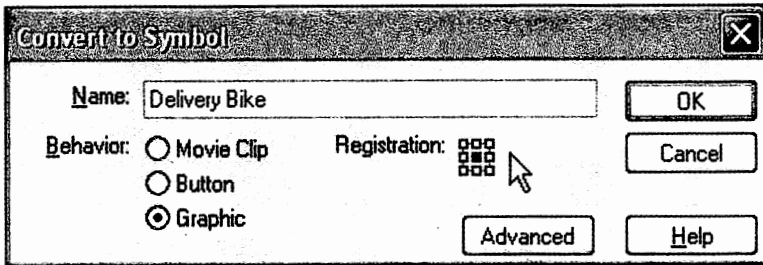 Convert to Symbol
Name: Delivery Bike OK
Behavior: Movie Clip Registration: Cancel
Button
Graphic
Advanced Help